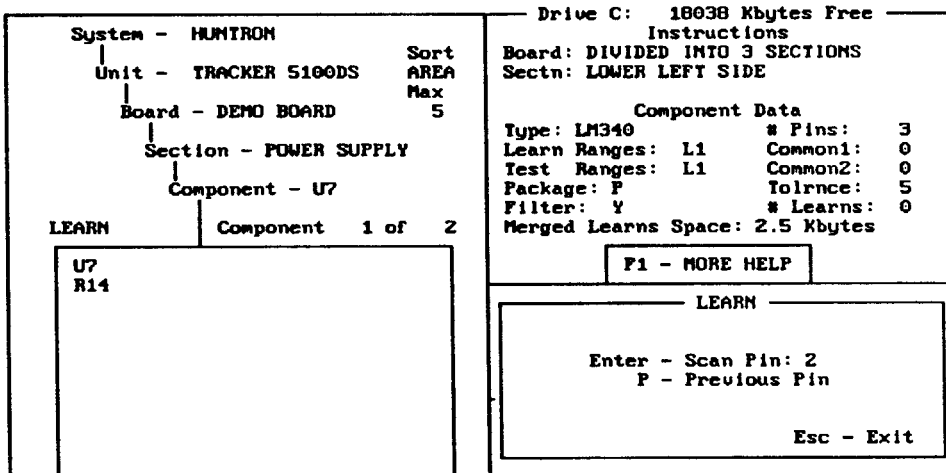 System - HUNTRON
Sort
Unit - TRACKER 5100DS AREA
Max
Board - DEMO BOARD 5
Section - POWER SUPPLY
Component - U7
LEARN Component 1 of 2
U7
R14
Drive C: 18038 Kbytes Free
Instructions
Board: DIVIDED INTO 3 SECTIONS
Sectn: LOWER LEFT SIDE
Component Data
Type: LM340 # Pins: 3
Learn Ranges: L1 Common1: 0
Test Ranges: L1 Common2: 0
Package: P Tolrnce: 5
Filter: Y # Learns: 0
Merged Learns Space: 2.5 Kbytes
F1 - MORE HELP
LEARN
Enter - Scan Pin: 2
P - Previous Pin
Esc - Exit